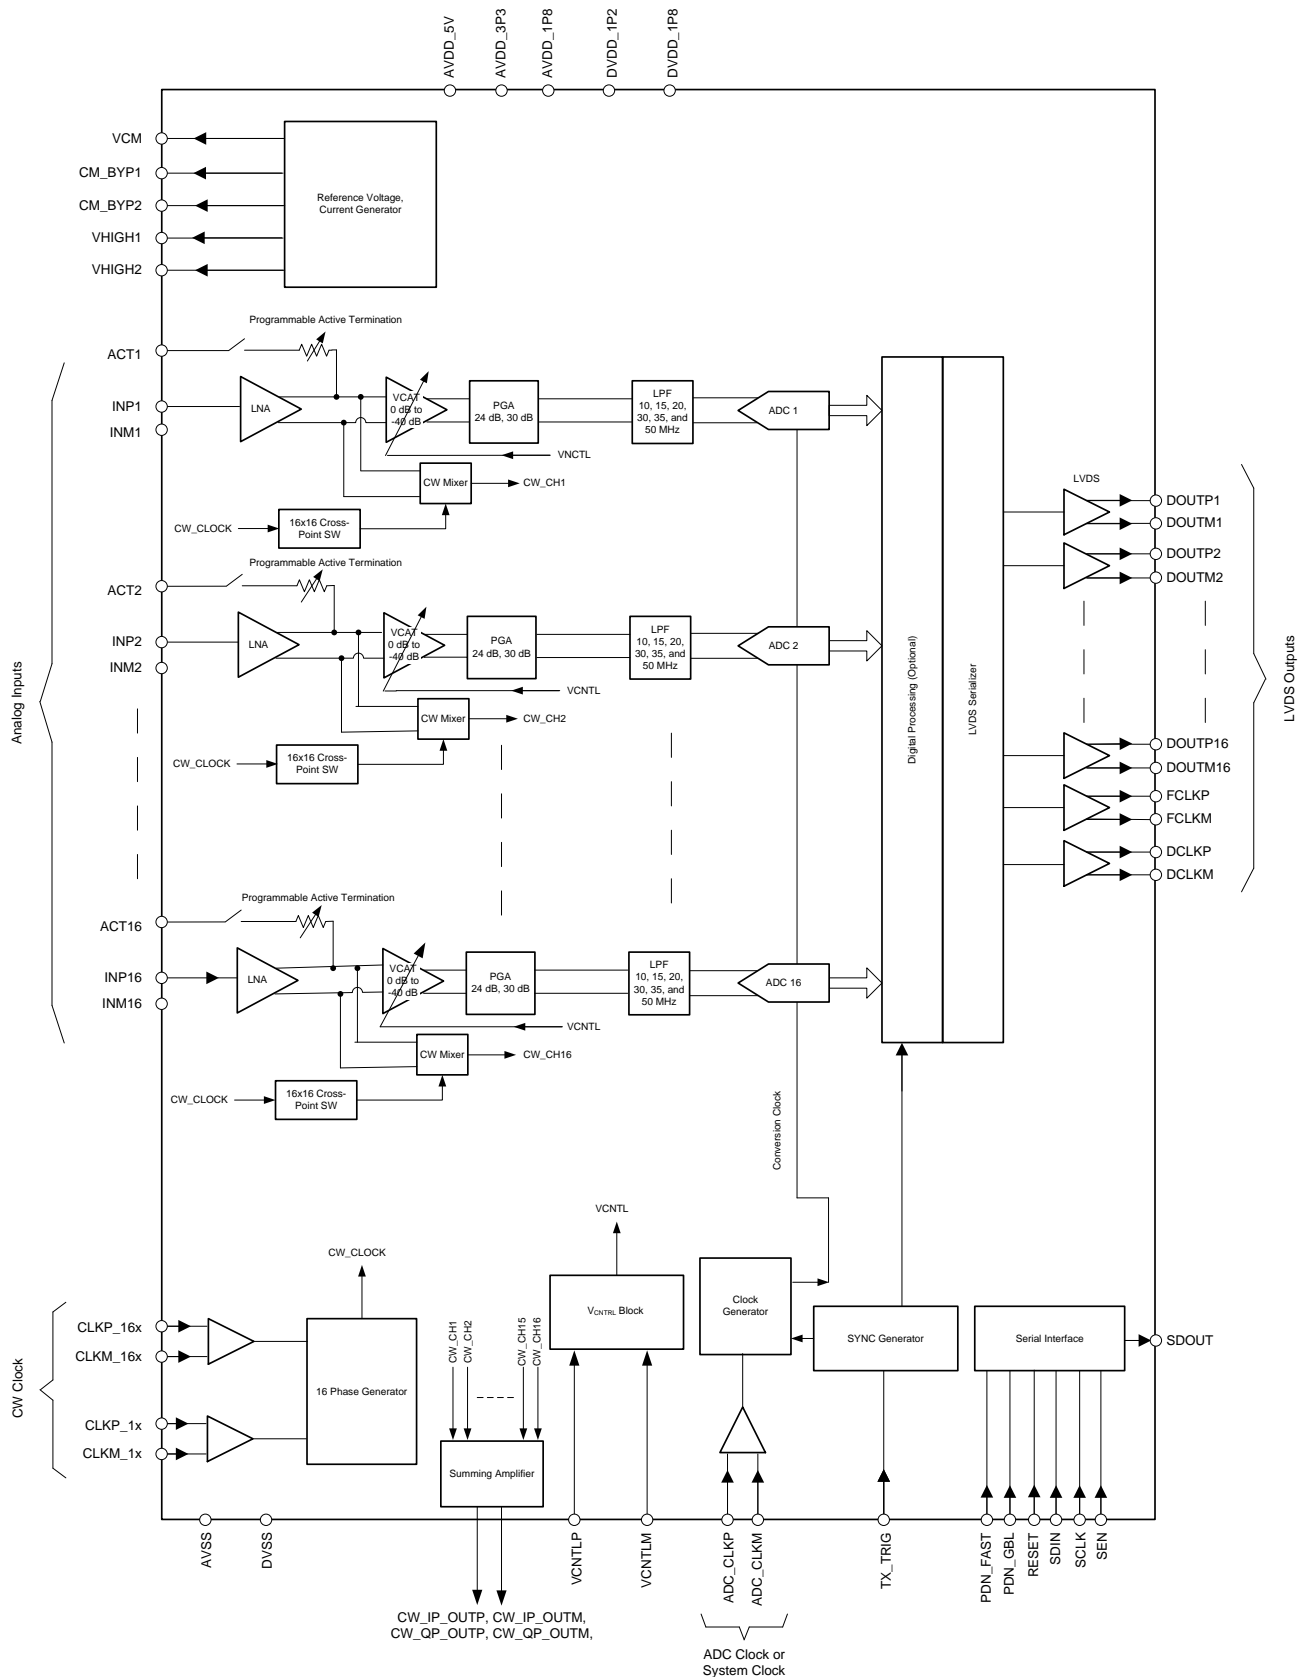 AVDD_5V
AVDD_3P3
AVDD_1P8
DVDD_1P2
DVDD_1P8
VCM
CM_BYP1
CM_BYP2
VHIGH1
VHIGH2
Reference Voltage,
Current Generator
Programmable Active Termination
ACT1
INP1
INM1
LNA
VCAT
0 dB to
-40 dB
PGA
24 dB, 30 dB
LPF
10, 15, 20,
30, 35, and
50 MHz
ADC 1
VNCTL
CW Mixer
CW_CH1
CW_CLOCK
16x16 Cross-
Point SW
Programmable Active Termination
ACT2
INP2
INM2
LNA
VCAT
0 dB to
-40 dB
PGA
24 dB, 30 dB
LPF
10, 15, 20,
30, 35, and
50 MHz
ADC 2
VCNTL
CW Mixer
CW_CH2
CW_CLOCK
16x16 Cross-
Point SW
Analog Inputs
Programmable Active Termination
ACT16
INP16
INM16
LNA
VCAT
0 dB to
-40 dB
PGA
24 dB, 30 dB
LPF
10, 15, 20,
30, 35, and
50 MHz
ADC 16
VCNTL
CW Mixer
CW_CH16
CW_CLOCK
16x16 Cross-
Point SW
Digital Processing (Optional)
LVDS Serializer
LVDS
DOUTP1
DOUTM1
DOUTP2
DOUTM2
DOUTP16
DOUTM16
FCLKP
FCLKM
DCLKP
DCLKM
LVDS Outputs
Conversion Clock
CW Clock
CLKP_16x
CLKM_16x
CLKP_1x
CLKM_1x
CW_CLOCK
16 Phase Generator
CW_CH1
CW_CH2
CW_CH15
CW_CH16
Summing Amplifier
VCNTL
VCNTRL Block
Clock
Generator
SYNC Generator
Serial Interface
SDOUT
AVSS
DVSS
VCNTLP
VCNTLM
ADC_CLKP
ADC_CLKM
TX_TRIG
PDN_FAST
PDN_GBL
RESET
SDIN
SCLK
SEN
CW_IP_OUTP, CW_IP_OUTM,
CW_QP_OUTP, CW_QP_OUTM,
ADC Clock or
System Clock